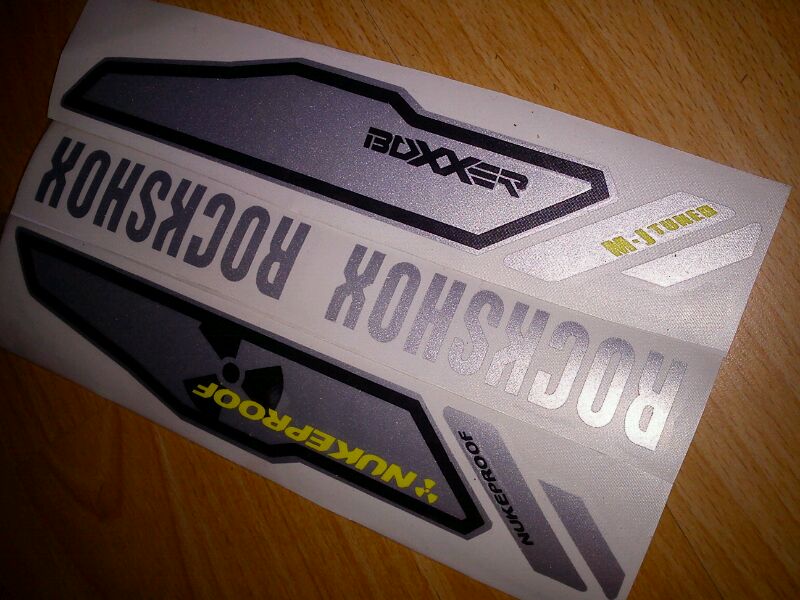 BOXXER
M-J TUNED
ROCKSHOX ROCKSHOX
NUKEPROOF
NUKEPROOF